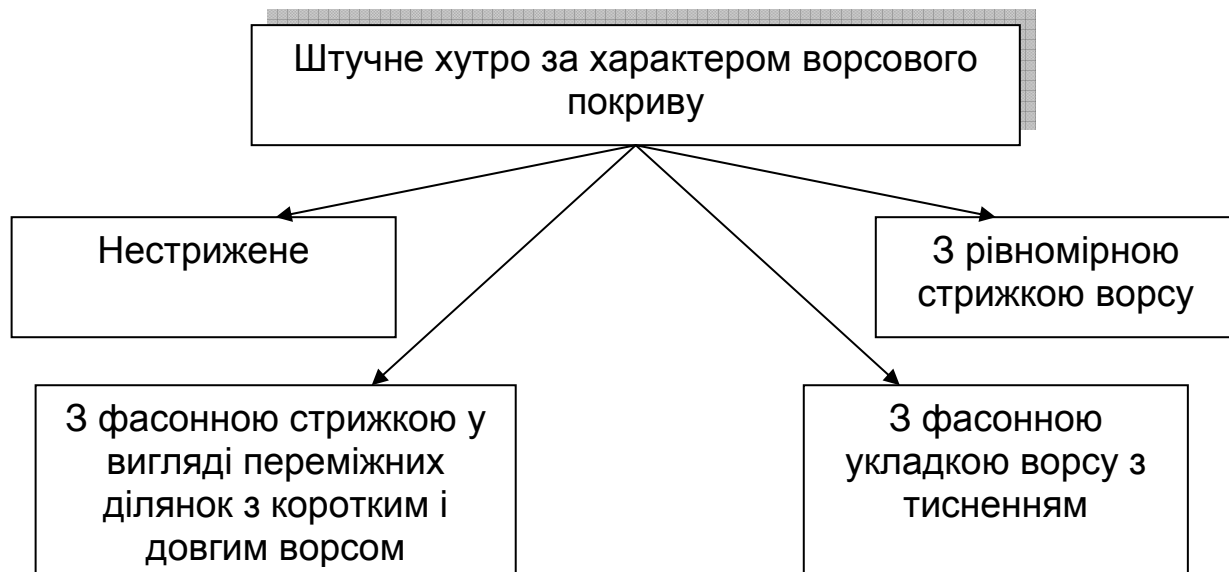 Штучне хутро за характером ворсового
покриву
Нестрижене
З рівномірною
стрижкою ворсу
З фасонною стрижкою у
вигляді переміжних
ділянок з коротким і
довгим ворсом
З фасонною
укладкою ворсу з
тисненням